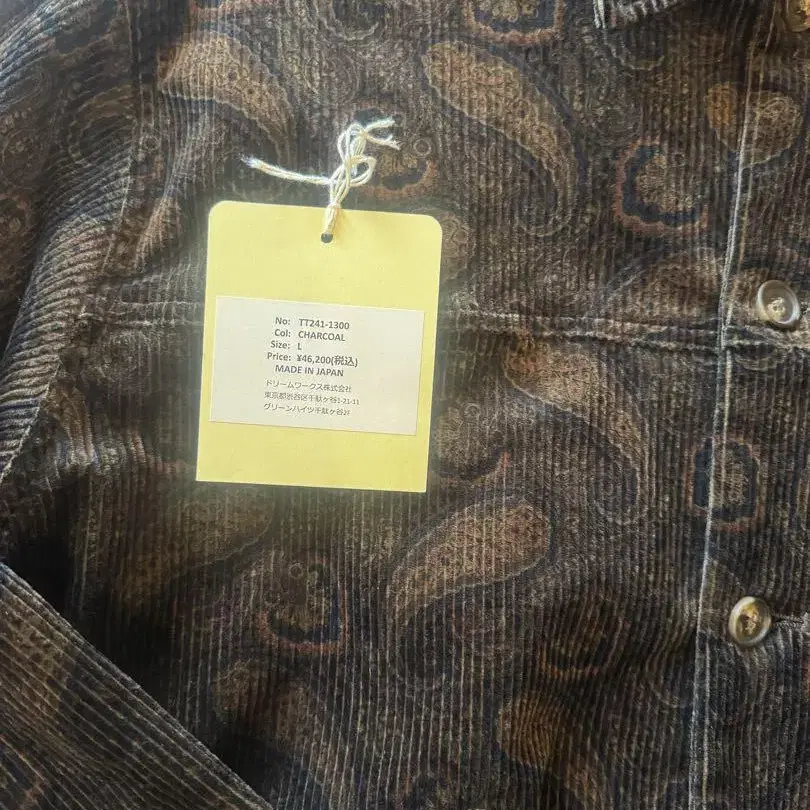 No: TT241-1300
Col: CHARCOAL
Size: L
Price: ¥46,200(税込)
MADE IN JAPAN
ドリームワークス株式会社
東京都渋谷区千駄ヶ谷1-21-11
グリーンハイツ千駄ヶ谷2F